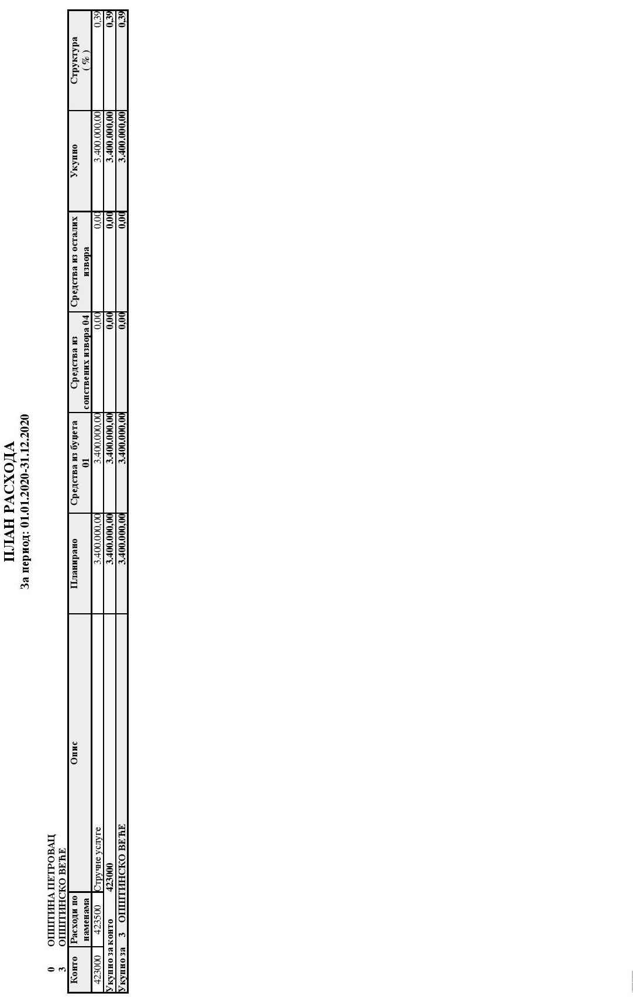 ПЛАН РАСХОДА
За период: 01.01.2020-31.12.2020
0 ОПШТИНА ПЕТРОВАЦ
3 ОПШТИНСКО ВЕЋЕ
Конто Расходи по наменама Опис Планирано Средства из буџета 01 Средства из сопствених извора 04 Средства из осталих извора Укупно Структура ( % )
423000 423500 Стручне услуге 3.400.000,00 3.400.000,00 0,00 0,00 3.400.000,00 0,39
Укупно за конто 423000 3.400.000,00 3.400.000,00 0,00 0,00 3.400.000,00 0,39
Укупно за 3 ОПШТИНСКО ВЕЋЕ 3.400.000,00 3.400.000,00 0,00 0,00 3.400.000,00 0,39